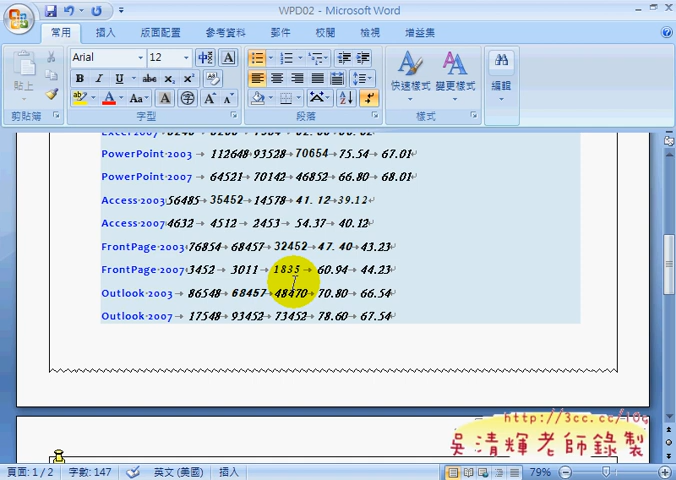 WPD02 - Microsoft Word
常用 插入 版面配置 參考資料 郵件 校閱 檢視 增益集
Arial 12
貼上 快速樣式 變更樣式 編輯
剪貼簿 字型 段落 樣式
PowerPoint 2003 → 112648 → 93528 → 70654 → 75.54 → 67.01
PowerPoint 2007 → 64521 → 70142 → 46852 → 66.80 → 68.01
Access 2003 56485 → 35452 → 14578 → 41.12 → 39.12
Access 2007 4632 → 4512 → 2453 → 54.37 → 40.12
FrontPage 2003 76854 → 68457 → 32452 → 47.40 → 43.23
FrontPage 2007 3452 → 3011 → 1835 → 60.94 → 44.23
Outlook 2003 → 86548 → 68457 → 48470 → 70.80 → 66.54
Outlook 2007 → 17548 → 93452 → 73452 → 78.60 → 67.54
吳清輝老師錄製
頁面: 1 / 2 字數: 147 英文 (美國) 插入 79%